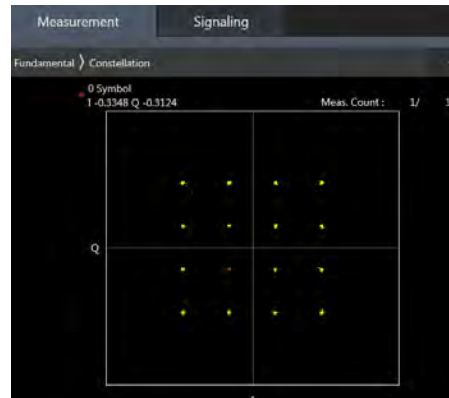 Measurement Signaling
Fundamental ⟩ Constellation
0 Symbol
I -0.3348 Q -0.3124 Meas. Count : 1/
Q